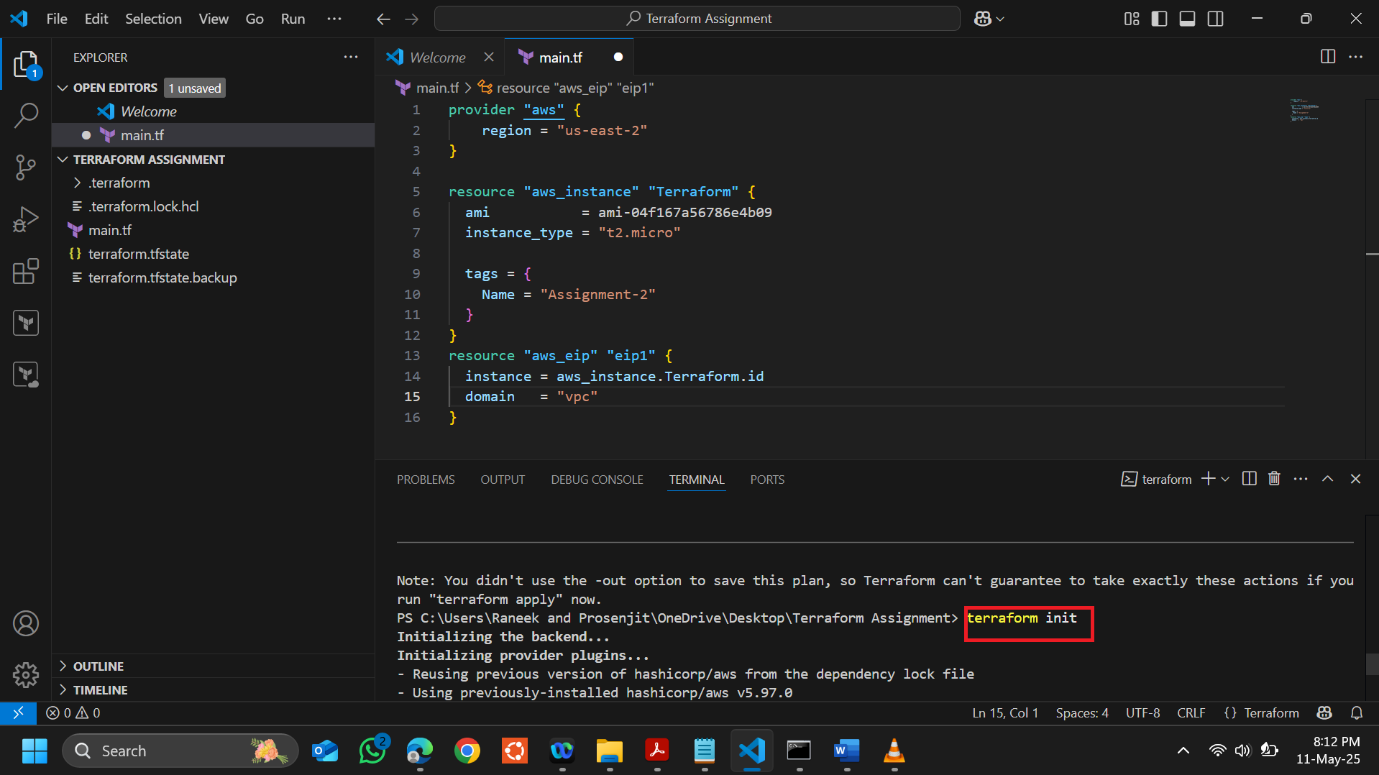 File Edit Selection View Go Run ···
Terraform Assignment
EXPLORER
OPEN EDITORS 1 unsaved
Welcome
main.tf
TERRAFORM ASSIGNMENT
.terraform
.terraform.lock.hcl
main.tf
terraform.tfstate
terraform.tfstate.backup
OUTLINE
TIMELINE
1
Welcome
main.tf
main.tf > resource "aws_eip" "eip1"
1 provider "aws" {
2     region = "us-east-2"
3 }
4
5 resource "aws_instance" "Terraform" {
6   ami           = ami-04f167a56786e4b09
7   instance_type = "t2.micro"
8
9   tags = {
10     Name = "Assignment-2"
11   }
12 }
13 resource "aws_eip" "eip1" {
14   instance = aws_instance.Terraform.id
15   domain   = "vpc"
16 }
PROBLEMS OUTPUT DEBUG CONSOLE TERMINAL PORTS
terraform
Note: You didn't use the -out option to save this plan, so Terraform can't guarantee to take exactly these actions if you
run "terraform apply" now.
PS C:\Users\Raneek and Prosenjit\OneDrive\Desktop\Terraform Assignment> terraform init
Initializing the backend...
Initializing provider plugins...
- Reusing previous version of hashicorp/aws from the dependency lock file
- Using previously-installed hashicorp/aws v5.97.0
0 0 Ln 15, Col 1 Spaces: 4 UTF-8 CRLF {} Terraform
Search
2
8:12 PM
11-May-25